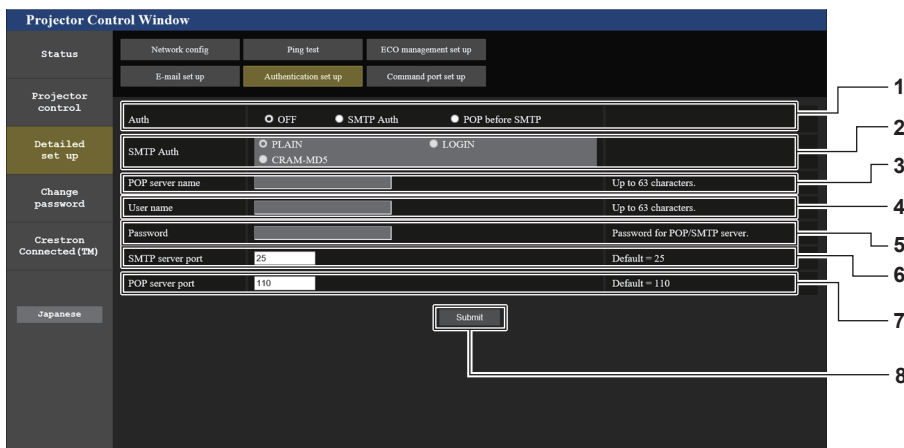 Projector Control Window
Status
Network config
Ping test
ECO management set up
E-mail set up
Authentication set up
Command port set up
Projector
control
Detailed
set up
Change
password
Crestron
Connected(TM)
Japanese
Auth
OFF
SMTP Auth
POP before SMTP
1
SMTP Auth
PLAIN
LOGIN
CRAM-MD5
2
POP server name
Up to 63 characters.
3
User name
Up to 63 characters.
4
Password
Password for POP/SMTP server.
5
SMTP server port
25
Default = 25
6
POP server port
110
Default = 110
7
Submit
8